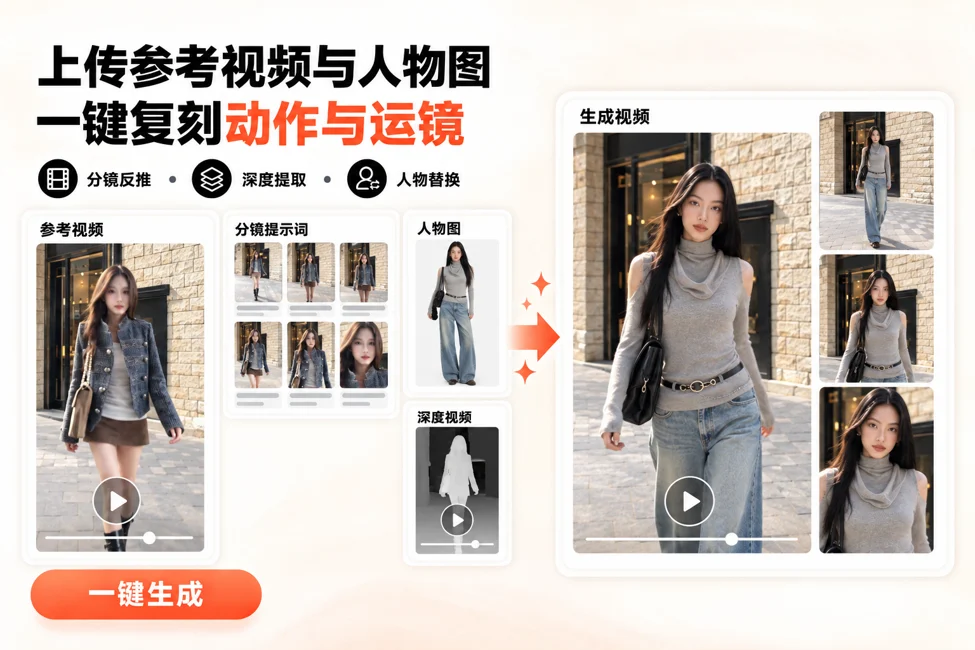 上传参考视频与人物图
一键复刻动作与运镜
分镜反推 • 深度提取 • 人物替换
参考视频
分镜提示词
人物图
深度视频
生成视频
一键生成